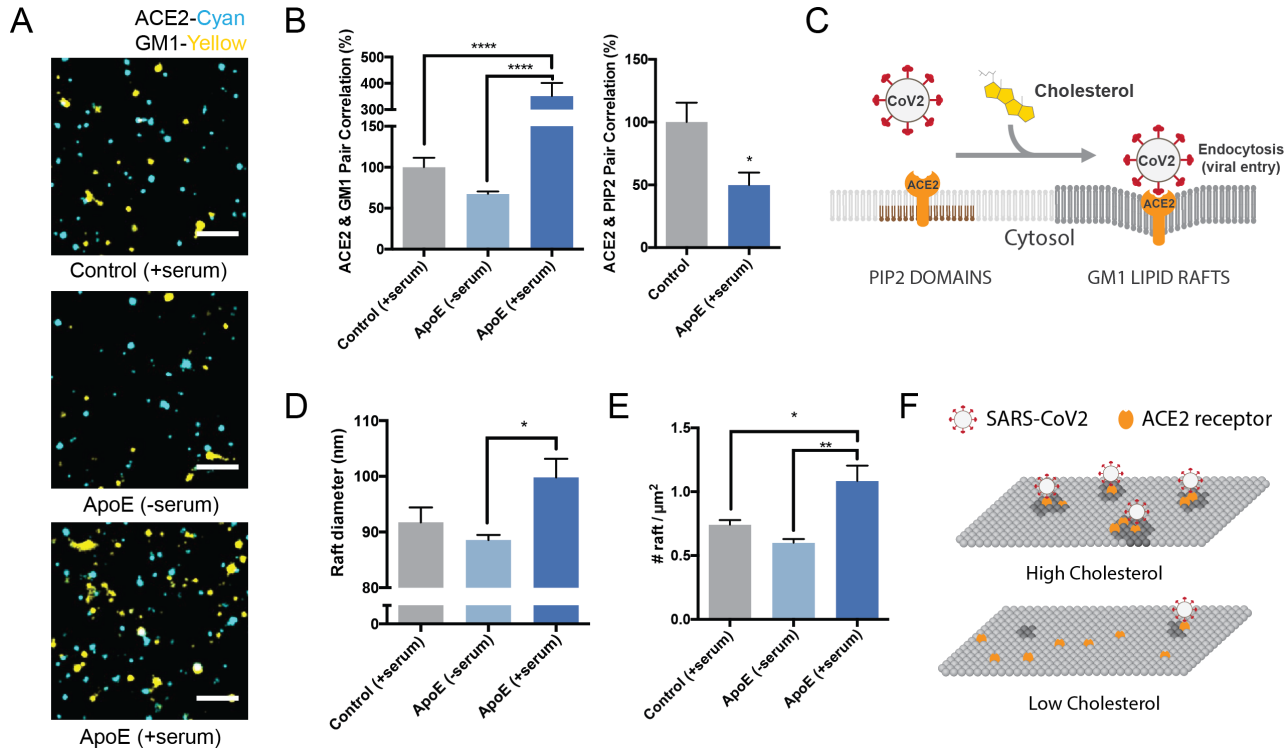 A
ACE2-Cyan
GM1-Yellow
Control (+serum)
ApoE (-serum)
ApoE (+serum)
B
ACE2 & GM1 Pair Correlation (%)
500
400
300
150
100
50
0
****
****
Control (+serum)
ApoE (-serum)
ApoE (+serum)
ACE2 & PIP2 Pair Correlation (%)
150
100
50
0
*
Control
ApoE (+serum)
C
CoV2
Cholesterol
CoV2
Endocytosis
(viral entry)
ACE2
ACE2
Cytosol
PIP2 DOMAINS
GM1 LIPID RAFTS
D
Raft diameter (nm)
110
100
90
80
0
*
Control (+serum)
ApoE (-serum)
ApoE (+serum)
E
# raft / µm2
1.5
1.0
0.5
0.0
*
**
Control (+serum)
ApoE (-serum)
ApoE (+serum)
F
SARS-CoV2
ACE2 receptor
High Cholesterol
Low Cholesterol